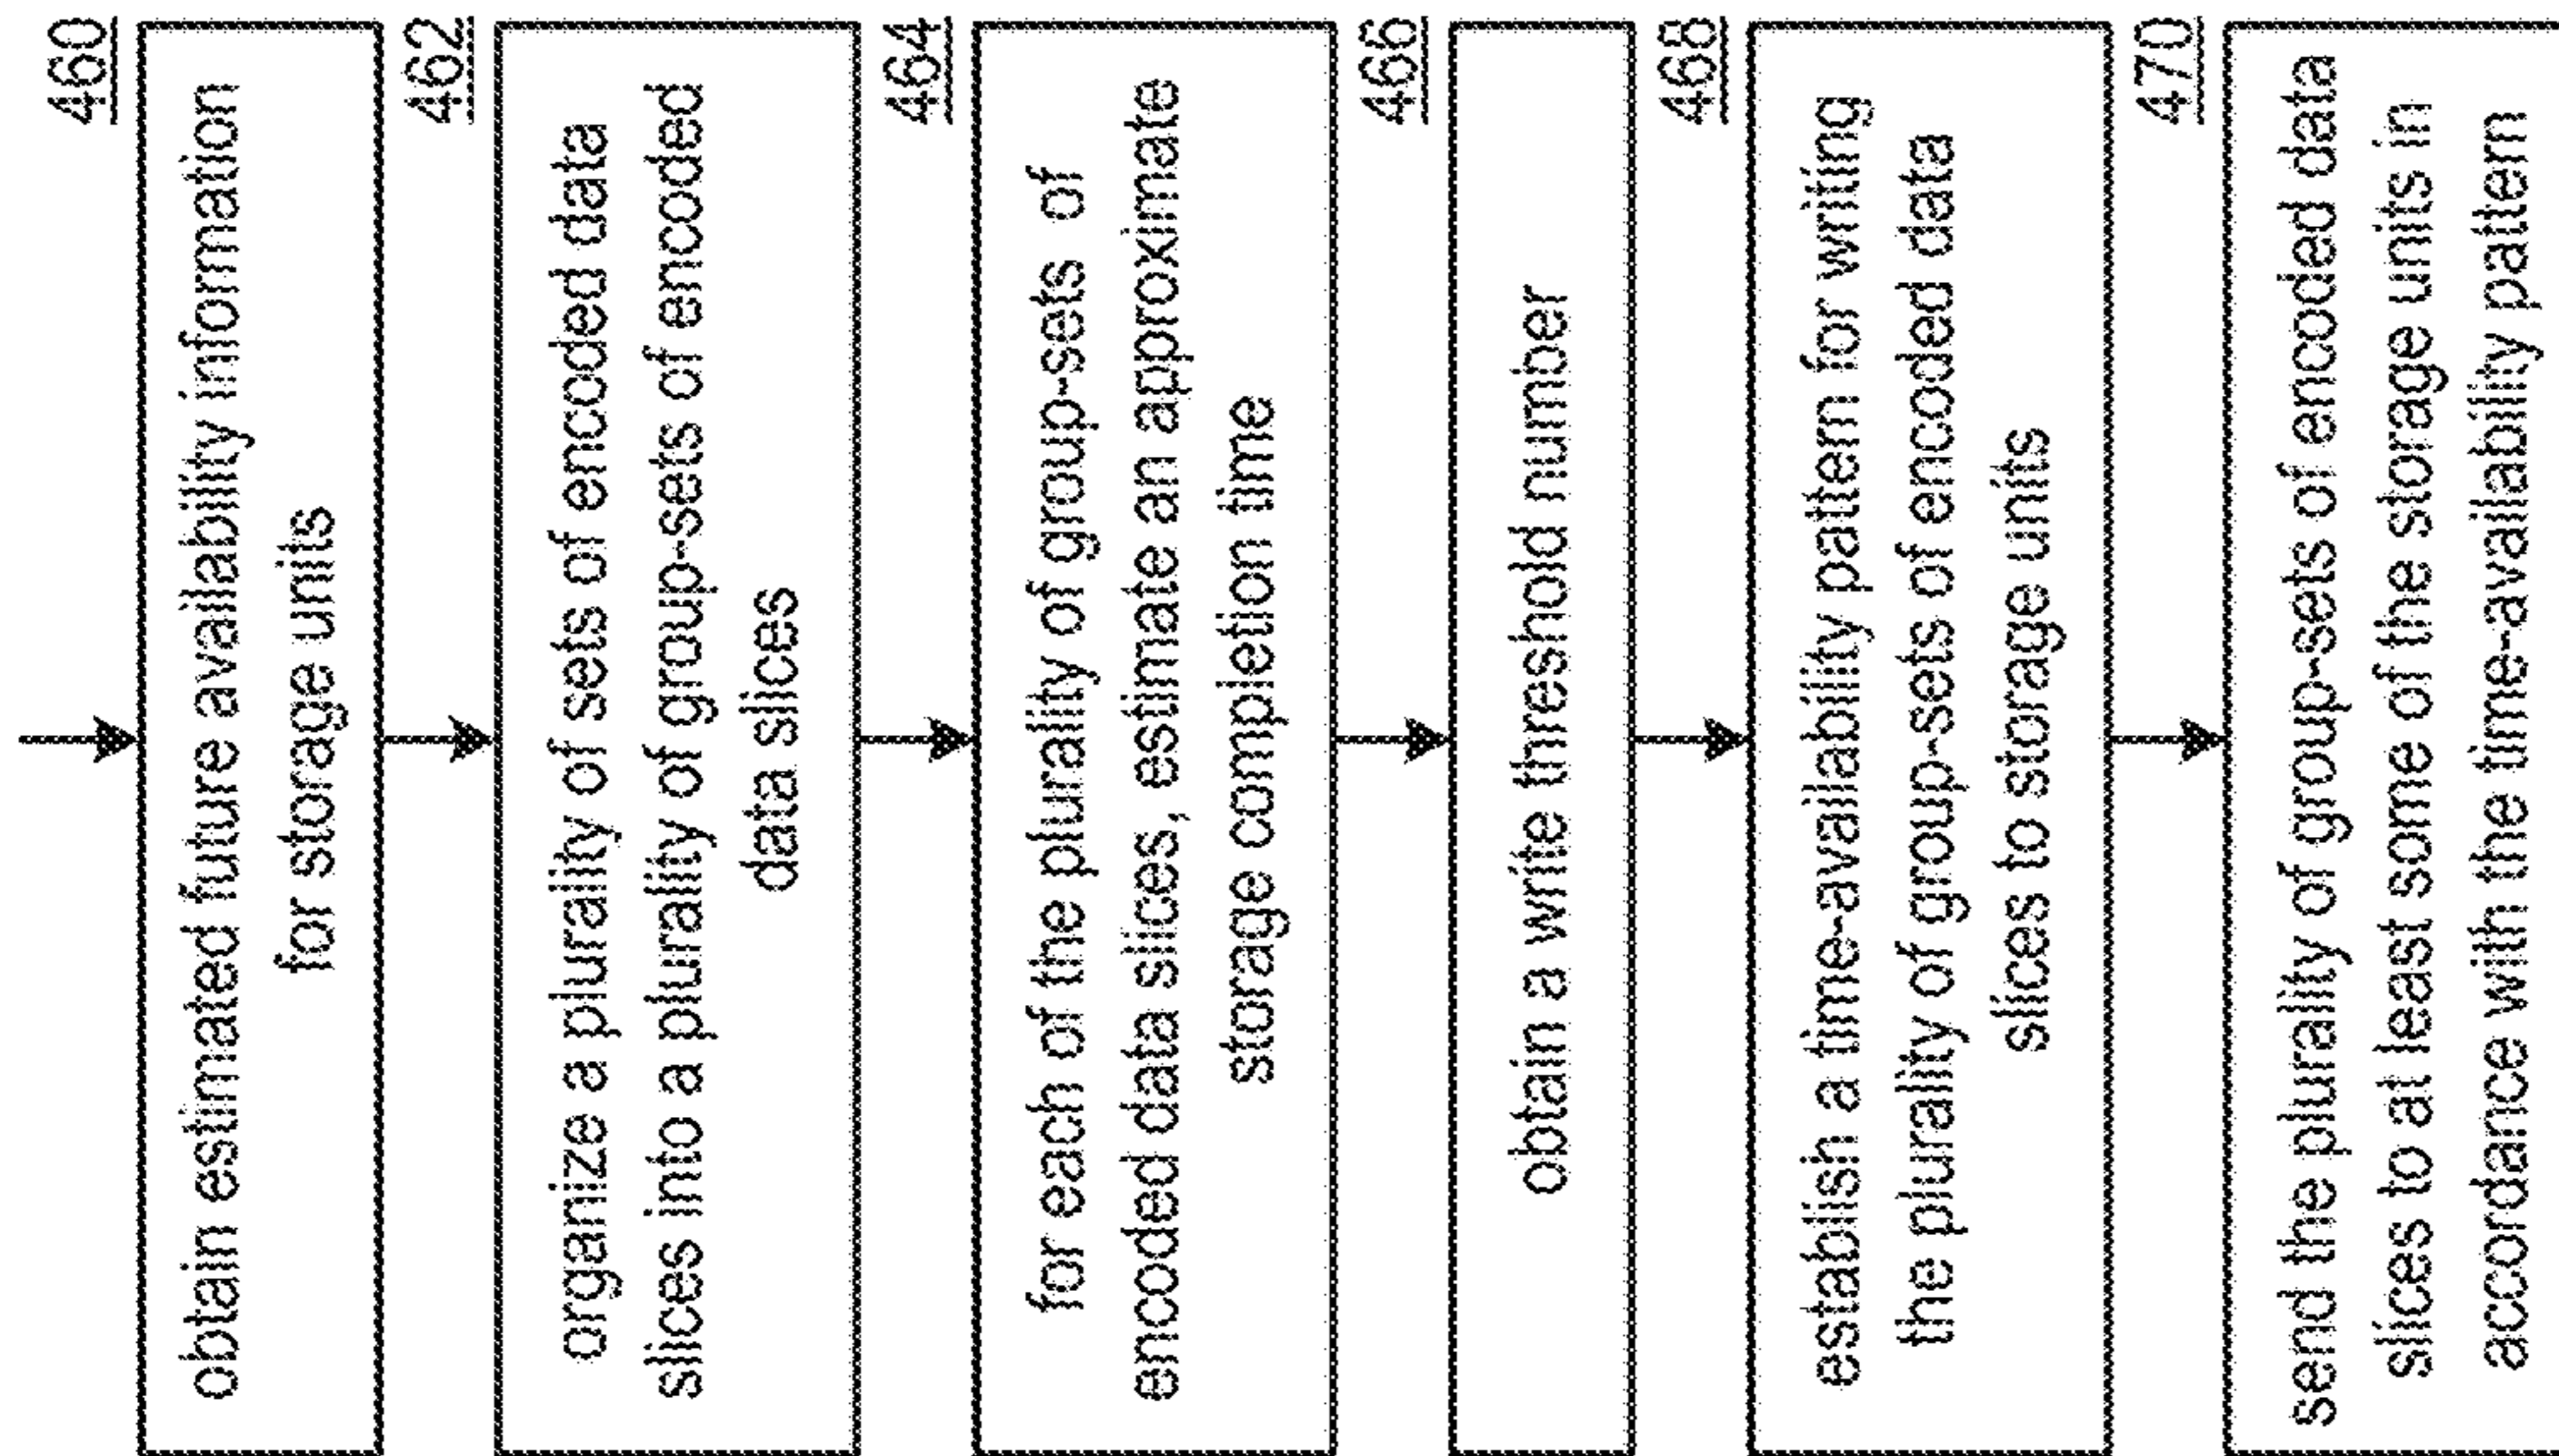 460
obtain estimated future availability information
for storage units
462
organize a plurality of sets of encoded data
slices into a plurality of group-sets of encoded
data slices
464
for each of the plurality of group-sets of
encoded data slices, estimate an approximate
storage completion time
466
obtain a write threshold number
468
establish a time-availability pattern for writing
the plurality of group-sets of encoded data
slices to storage units
470
send the plurality of group-sets of encoded data
slices to at least some of the storage units in
accordance with the time-availability pattern